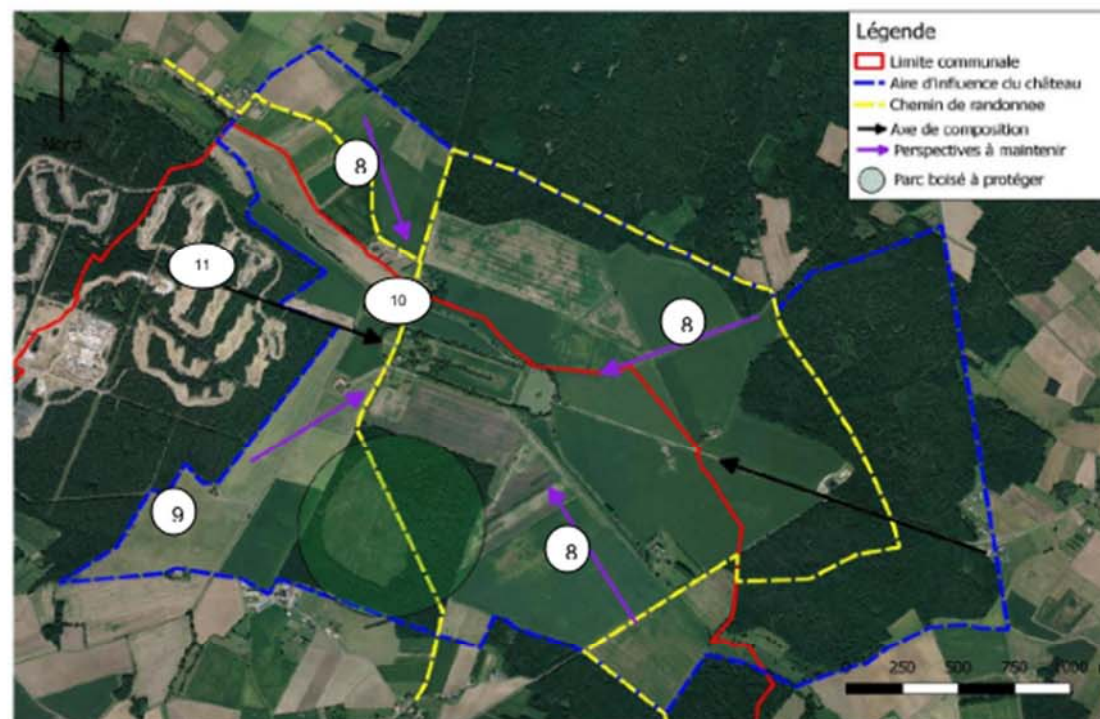 Légende
Limite communale
Aire d'influence du château
Chemin de randonnee
Axe de composition
Perspectives à maintenir
Parc boisé à protéger
Nord
8
11
10
8
9
8
250 500 750 1000